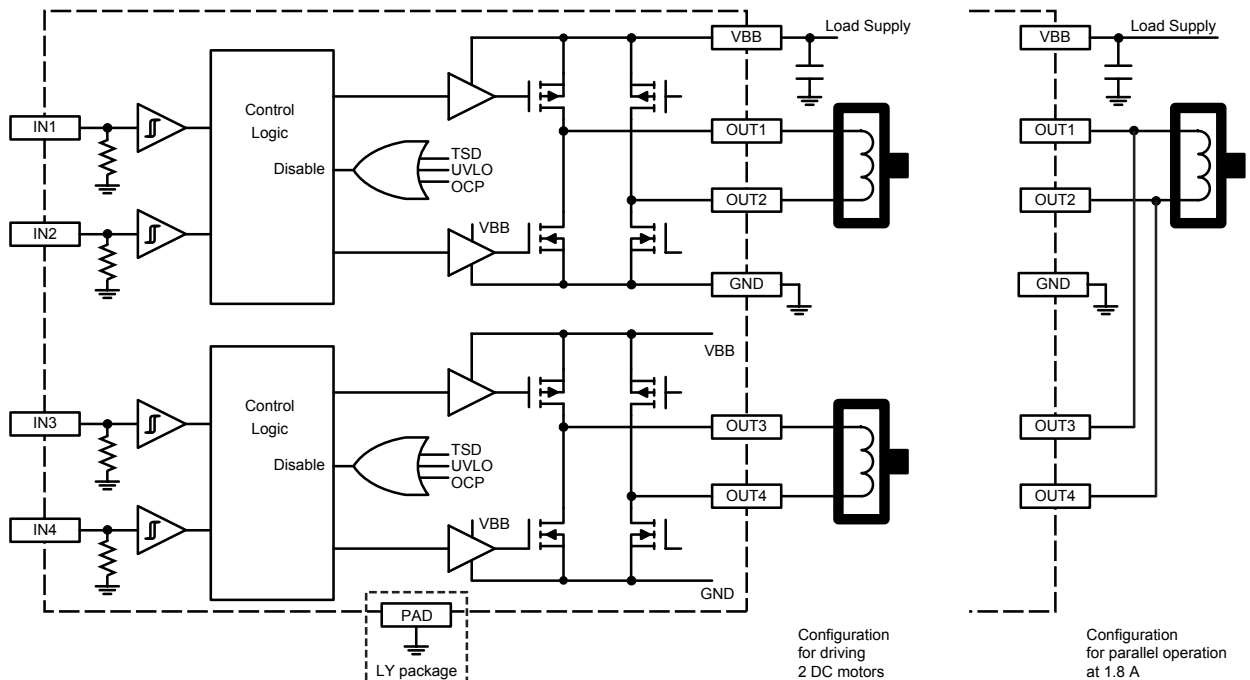 VBB
Load Supply
IN1
Control
Logic
Disable
TSD
UVLO
OCP
OUT1
IN2
VBB
OUT2
GND
VBB
IN3
Control
Logic
Disable
TSD
UVLO
OCP
OUT3
IN4
VBB
OUT4
GND
PAD
LY package
Configuration
for driving
2 DC motors
VBB
Load Supply
OUT1
OUT2
GND
OUT3
OUT4
Configuration
for parallel operation
at 1.8 A